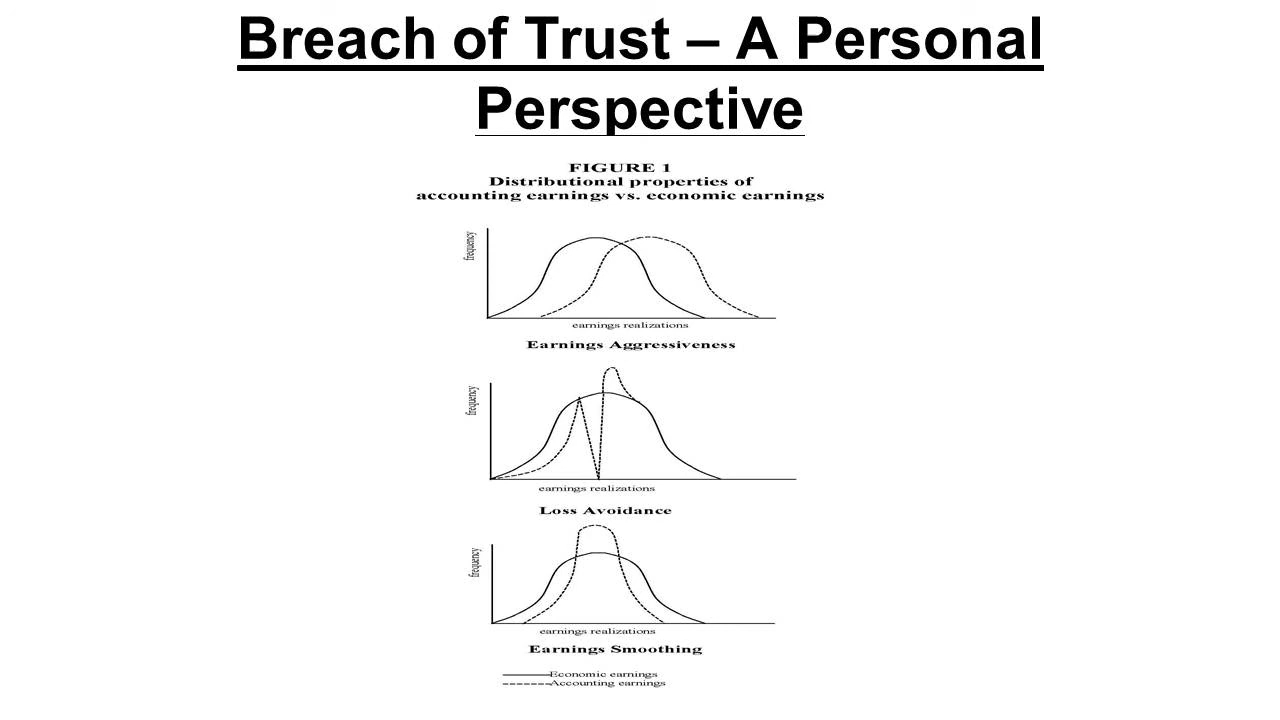 Breach of Trust – A Personal
Perspective
FIGURE 1
Distributional properties of
accounting earnings vs. economic earnings
frequency
earnings realizations
Earnings Aggressiveness
frequency
earnings realizations
Loss Avoidance
frequency
earnings realizations
Earnings Smoothing
Economic earnings
Accounting earnings